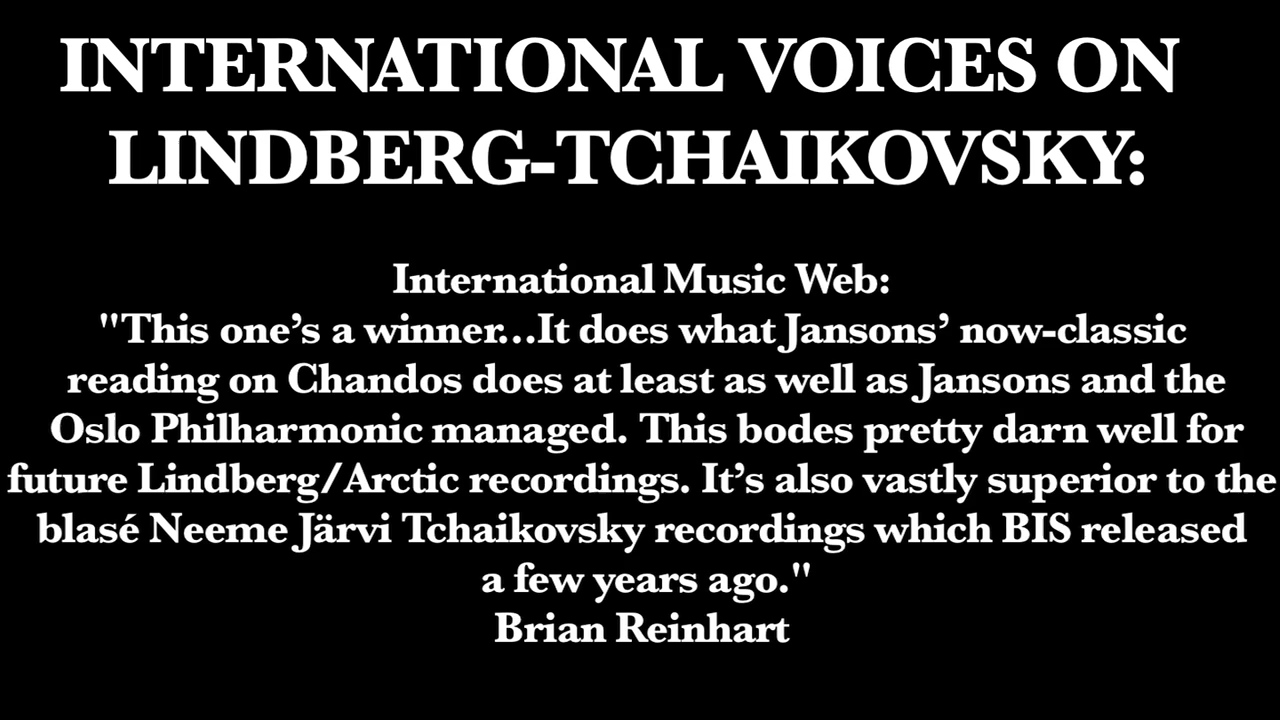 INTERNATIONAL VOICES ON
LINDBERG-TCHAIKOVSKY:
International Music Web:
"This one’s a winner...It does what Jansons’ now-classic
reading on Chandos does at least as well as Jansons and the
Oslo Philharmonic managed. This bodes pretty darn well for
future Lindberg/Arctic recordings. It’s also vastly superior to the
blasé Neeme Järvi Tchaikovsky recordings which BIS released
a few years ago."
Brian Reinhart